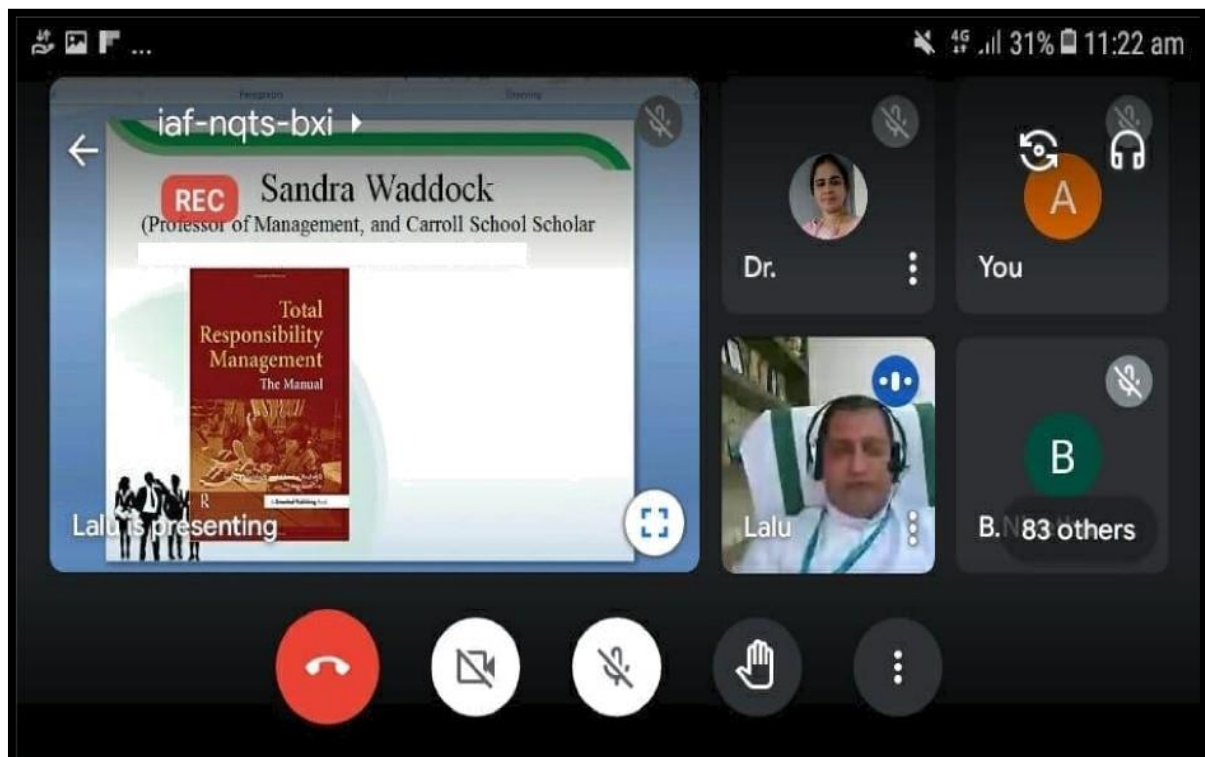 ... 4G 31% 11:22 am
iaf-nqts-bxi
REC
Sandra Waddock
(Professor of Management, and Carroll School Scholar
Total
Responsibility
Management
The Manual
R
Lalu is presenting
Dr.
A
You
Lalu
B
B.
83 others